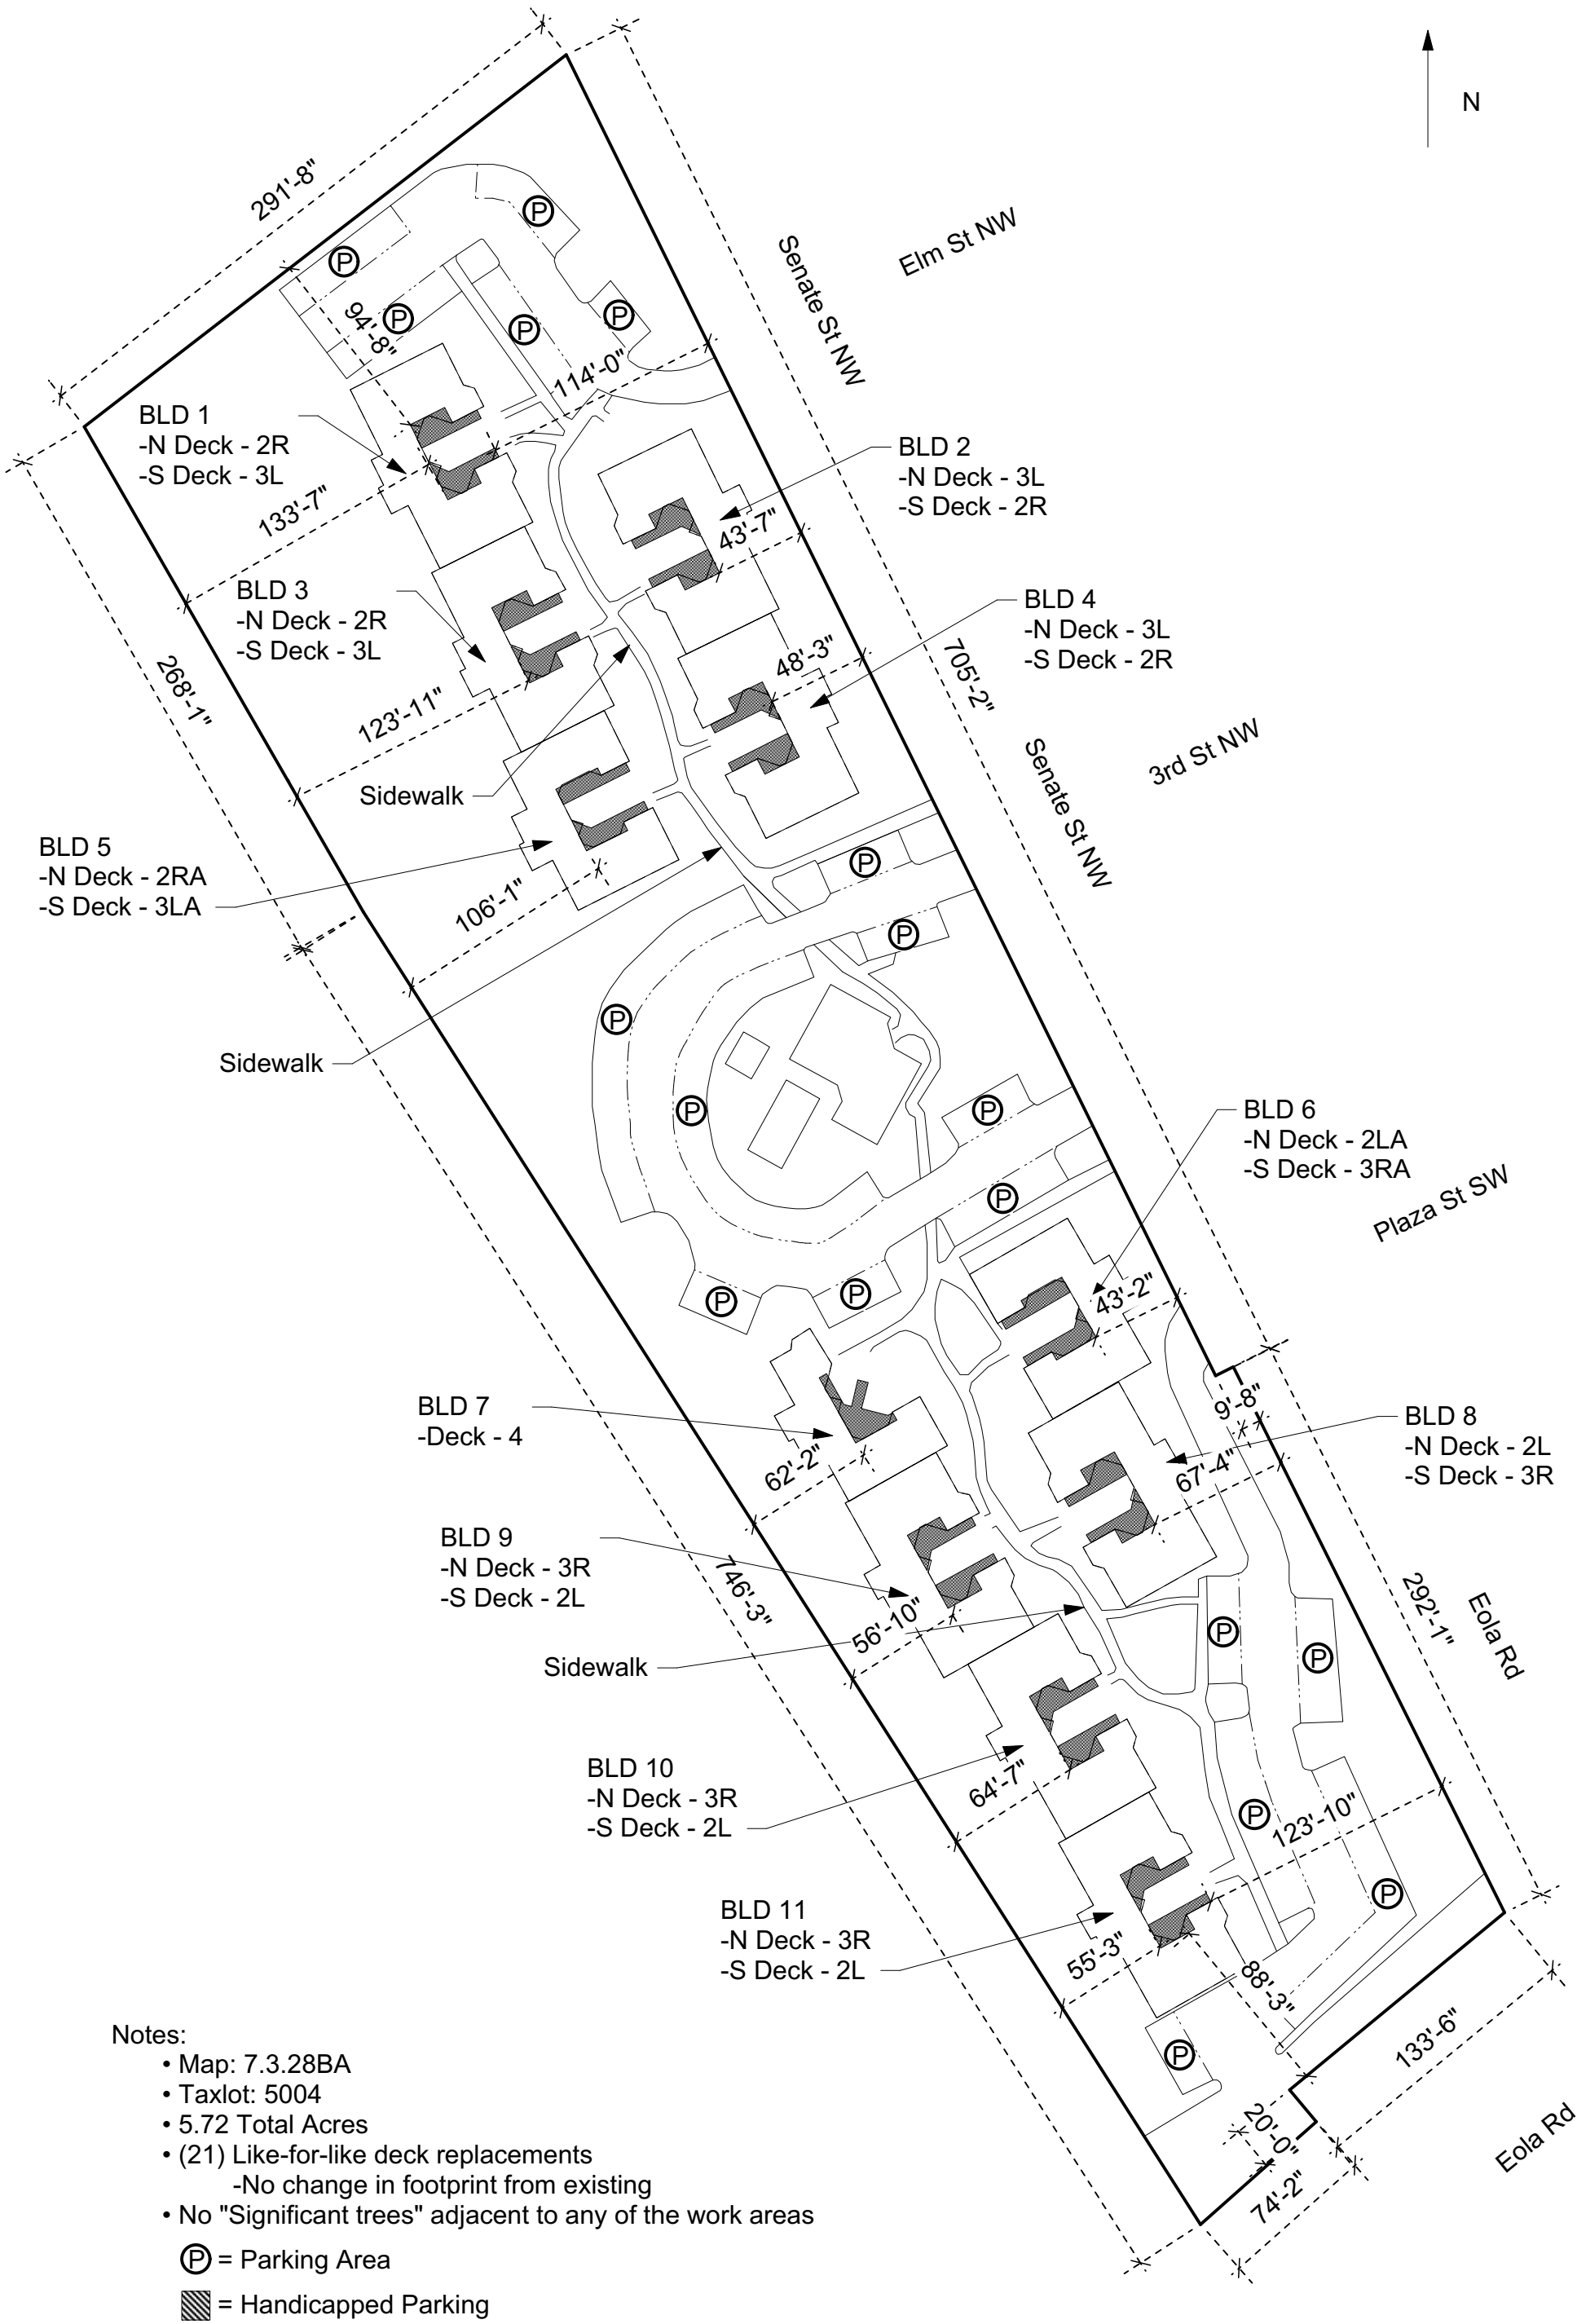 N
291'-8"
Elm St NW
Senate St NW
P
P
P
P
P
94'-8"
114'-0"
BLD 1
-N Deck - 2R
-S Deck - 3L
BLD 2
-N Deck - 3L
-S Deck - 2R
133'-7"
43'-7"
BLD 3
-N Deck - 2R
-S Deck - 3L
BLD 4
-N Deck - 3L
-S Deck - 2R
268'-1"
48'-3"
705'-2"
123'-11"
3rd St NW
Sidewalk
Senate St NW
BLD 5
-N Deck - 2RA
-S Deck - 3LA
P
106'-1"
P
P
Sidewalk
P
P
BLD 6
-N Deck - 2LA
-S Deck - 3RA
P
Plaza St SW
P
P
43'-2"
BLD 7
-Deck - 4
9'-8"
BLD 8
-N Deck - 2L
-S Deck - 3R
62'-2"
67'-4"
BLD 9
-N Deck - 3R
-S Deck - 2L
746'-3"
56'-10"
292'-1"
Eola Rd
P
P
Sidewalk
BLD 10
-N Deck - 3R
-S Deck - 2L
64'-7"
P
123'-10"
P
BLD 11
-N Deck - 3R
-S Deck - 2L
55'-3"
88'-3"
133'-6"
P
20'-0"
Eola Rd
74'-2"
Notes:
• Map: 7.3.28BA
• Taxlot: 5004
• 5.72 Total Acres
• (21) Like-for-like deck replacements
-No change in footprint from existing
• No "Significant trees" adjacent to any of the work areas
P = Parking Area
= Handicapped Parking